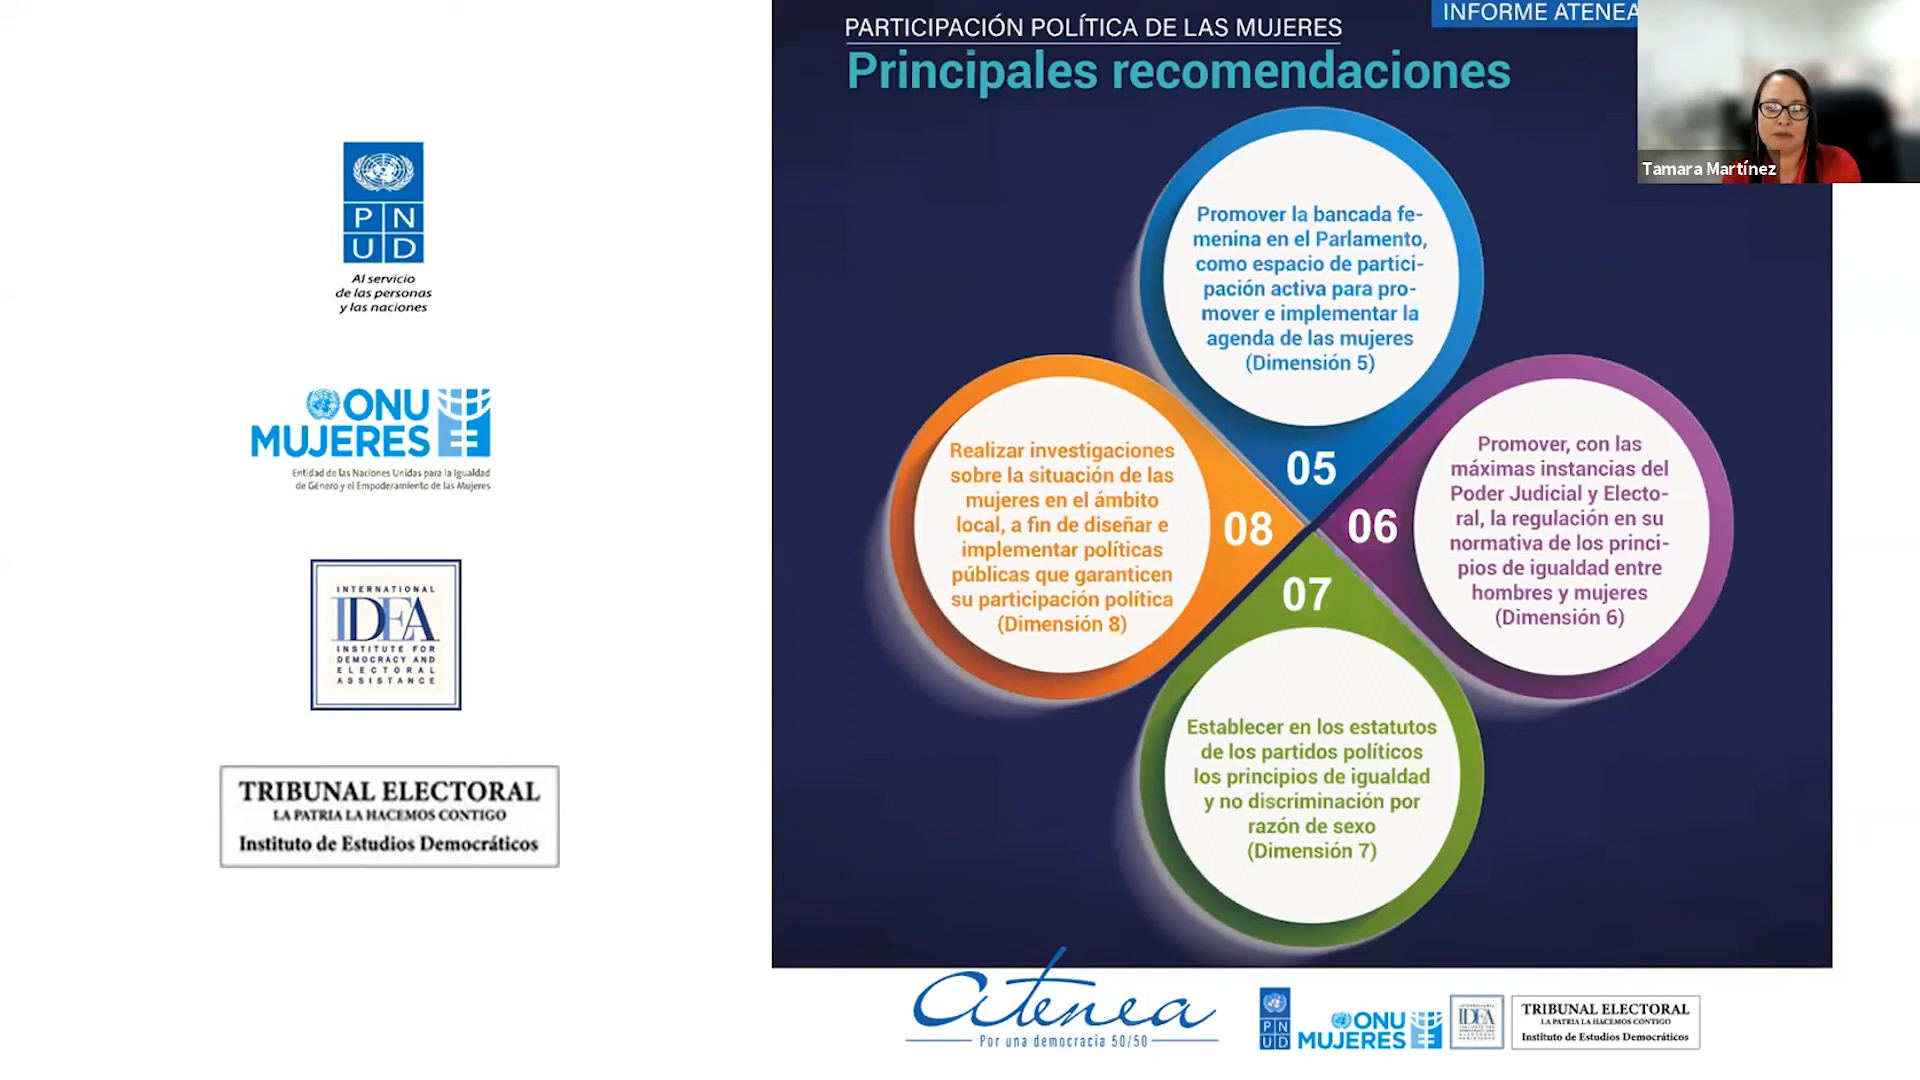 PARTICIPACIÓN POLÍTICA DE LAS MUJERES
INFORME ATENEA
Principales recomendaciones
Tamara Martínez
P N
U D
Al servicio
de las personas
y las naciones
ONU
MUJERES
Entidad de las Naciones Unidas para la Igualdad
de Género y el Empoderamiento de las Mujeres
INTERNATIONAL
IDEA
INSTITUTE FOR
DEMOCRACY AND
ELECTORAL
ASSISTANCE
TRIBUNAL ELECTORAL
LA PATRIA LA HACEMOS CONTIGO
Instituto de Estudios Democráticos
Promover la bancada fe-
menina en el Parlamento,
como espacio de partici-
pación activa para pro-
mover e implementar la
agenda de las mujeres
(Dimensión 5)
05
Promover, con las
máximas instancias del
Poder Judicial y Electo-
ral, la regulación en su
normativa de los princi-
pios de igualdad entre
hombres y mujeres
(Dimensión 6)
06
07
Establecer en los estatutos
de los partidos políticos
los principios de igualdad
y no discriminación por
razón de sexo
(Dimensión 7)
Realizar investigaciones
sobre la situación de las
mujeres en el ámbito
local, a fin de diseñar e
implementar políticas
públicas que garanticen
su participación política
(Dimensión 8)
08
atenea
Por una democracia 50/50
P N
U D
ONU
MUJERES
IDEA
TRIBUNAL ELECTORAL
LA PATRIA LA HACEMOS CONTIGO
Instituto de Estudios Democráticos